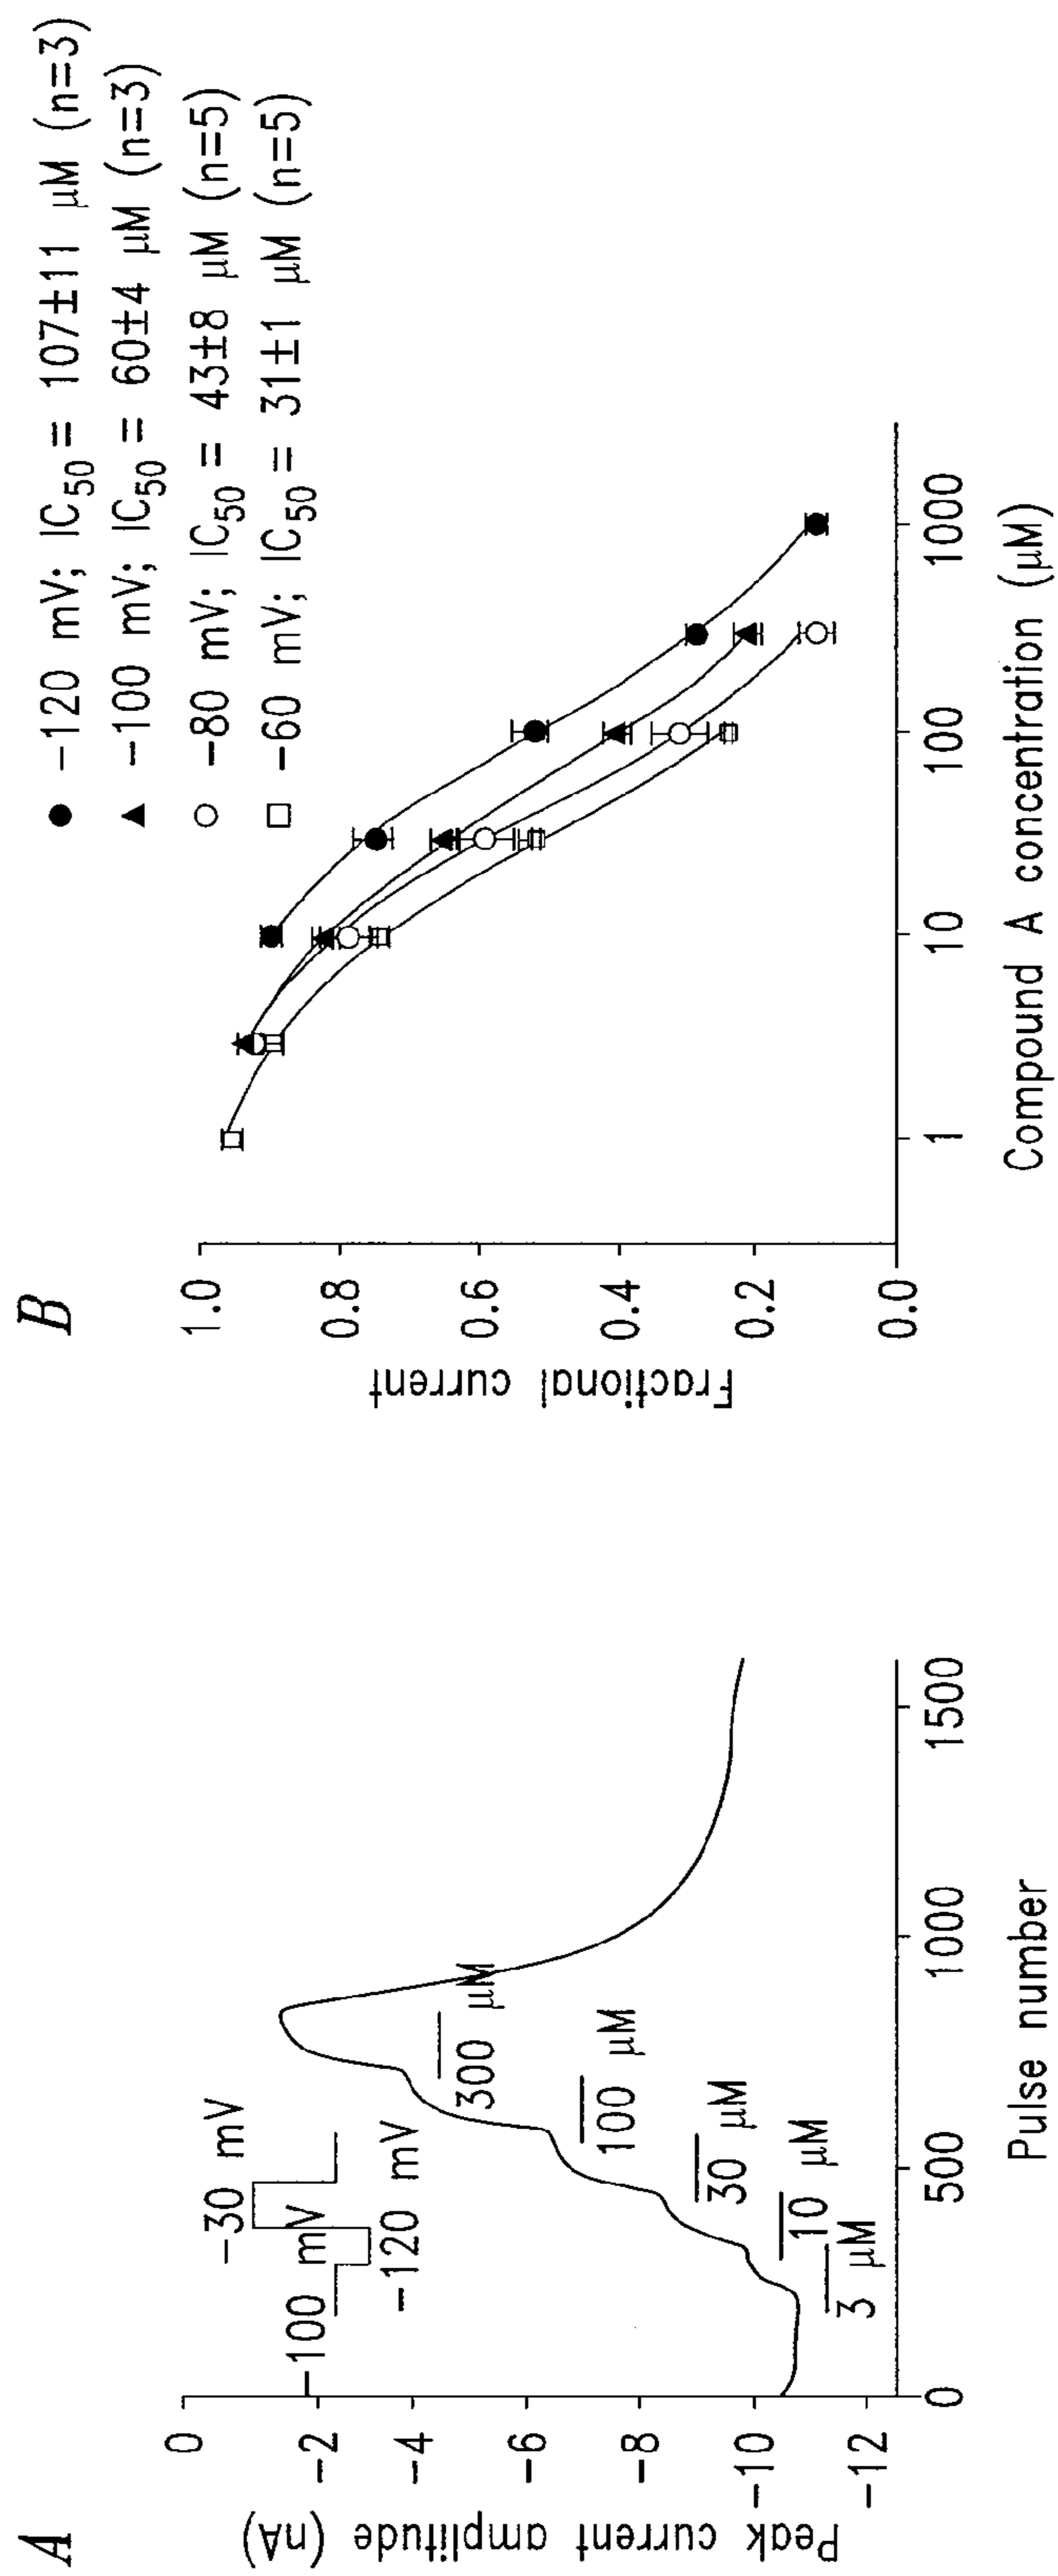 A
Peak current amplitude (nA)
0
−2
−4
−6
−8
−10
−12
−30 mV
−100 mV
−120 mV
3 μM
10 μM
30 μM
100 μM
300 μM
0
500
1000
1500
Pulse number
B
−120 mV; IC50 = 107±11 μM (n=3)
−100 mV; IC50 = 60±4 μM (n=3)
−80 mV; IC50 = 43±8 μM (n=5)
−60 mV; IC50 = 31±1 μM (n=5)
Fractional current
1.0
0.8
0.6
0.4
0.2
0.0
1
10
100
1000
Compound A concentration (μM)